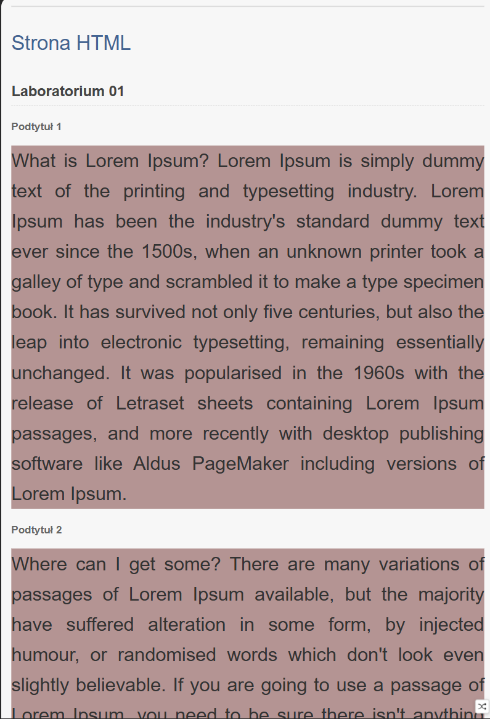 Strona HTML
Laboratorium 01
Podtytuł 1
What is Lorem Ipsum? Lorem Ipsum is simply dummy
text of the printing and typesetting industry. Lorem
Ipsum has been the industry's standard dummy text
ever since the 1500s, when an unknown printer took a
galley of type and scrambled it to make a type specimen
book. It has survived not only five centuries, but also the
leap into electronic typesetting, remaining essentially
unchanged. It was popularised in the 1960s with the
release of Letraset sheets containing Lorem Ipsum
passages, and more recently with desktop publishing
software like Aldus PageMaker including versions of
Lorem Ipsum.
Podtytuł 2
Where can I get some? There are many variations of
passages of Lorem Ipsum available, but the majority
have suffered alteration in some form, by injected
humour, or randomised words which don't look even
slightly believable. If you are going to use a passage of
Lorem Ipsum, you need to be sure there isn't anything